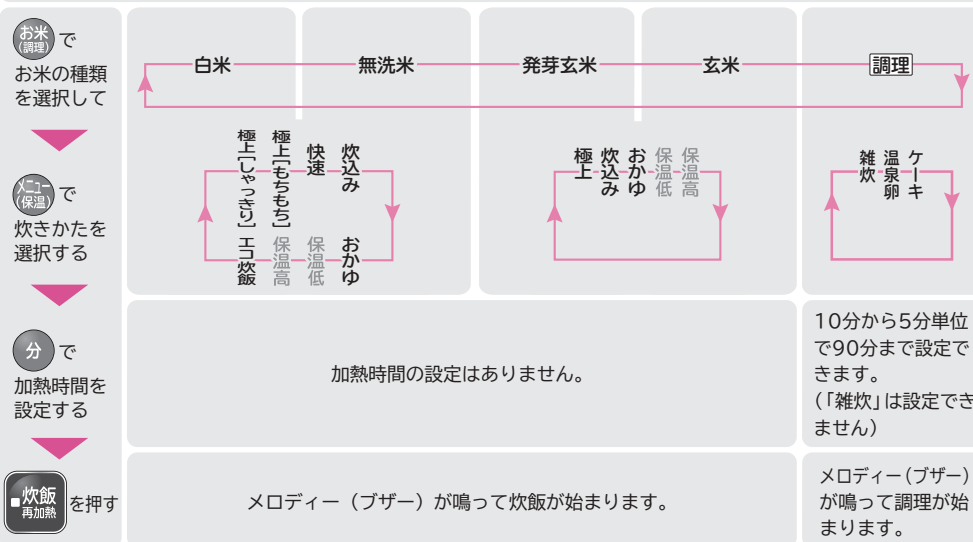 お米(調理) で
お米の種類
を選択して
白米
無洗米
発芽玄米
玄米
調理
メニュー(保温) で
炊きかたを
選択する
極上[しゃっきり]
極上[もちもち]
快速
炊込み
エコ炊飯
保温高
保温低
おかゆ
極上
炊込み
おかゆ
保温低
保温高
雑炊
温泉卵
ケーキ
分 で
加熱時間を
設定する
加熱時間の設定はありません。
10分から5分単位
で90分まで設定で
きます。
(「雑炊」は設定でき
ません)
炊飯
再加熱
を押す
メロディー(ブザー)が鳴って炊飯が始まります。
メロディー(ブザー)
が鳴って調理が始
まります。